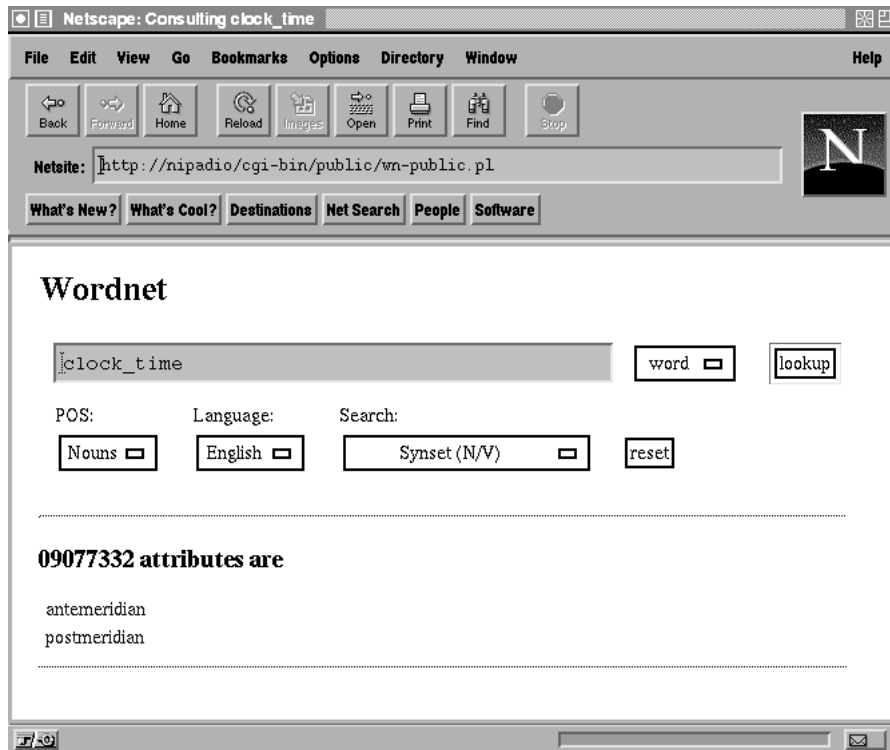 Netscape: Consulting clock_time
File Edit View Go Bookmarks Options Directory Window Help
Back Forward Home Reload Images Open Print Find Stop
N
Netsite: http://nipadio/cgi-bin/public/wn-public.pl
What's New? What's Cool? Destinations Net Search People Software
Wordnet
clock_time word lookup
POS: Language: Search:
Nouns English Synset (N/V) reset
09077332 attributes are
antemeridian
postmeridian